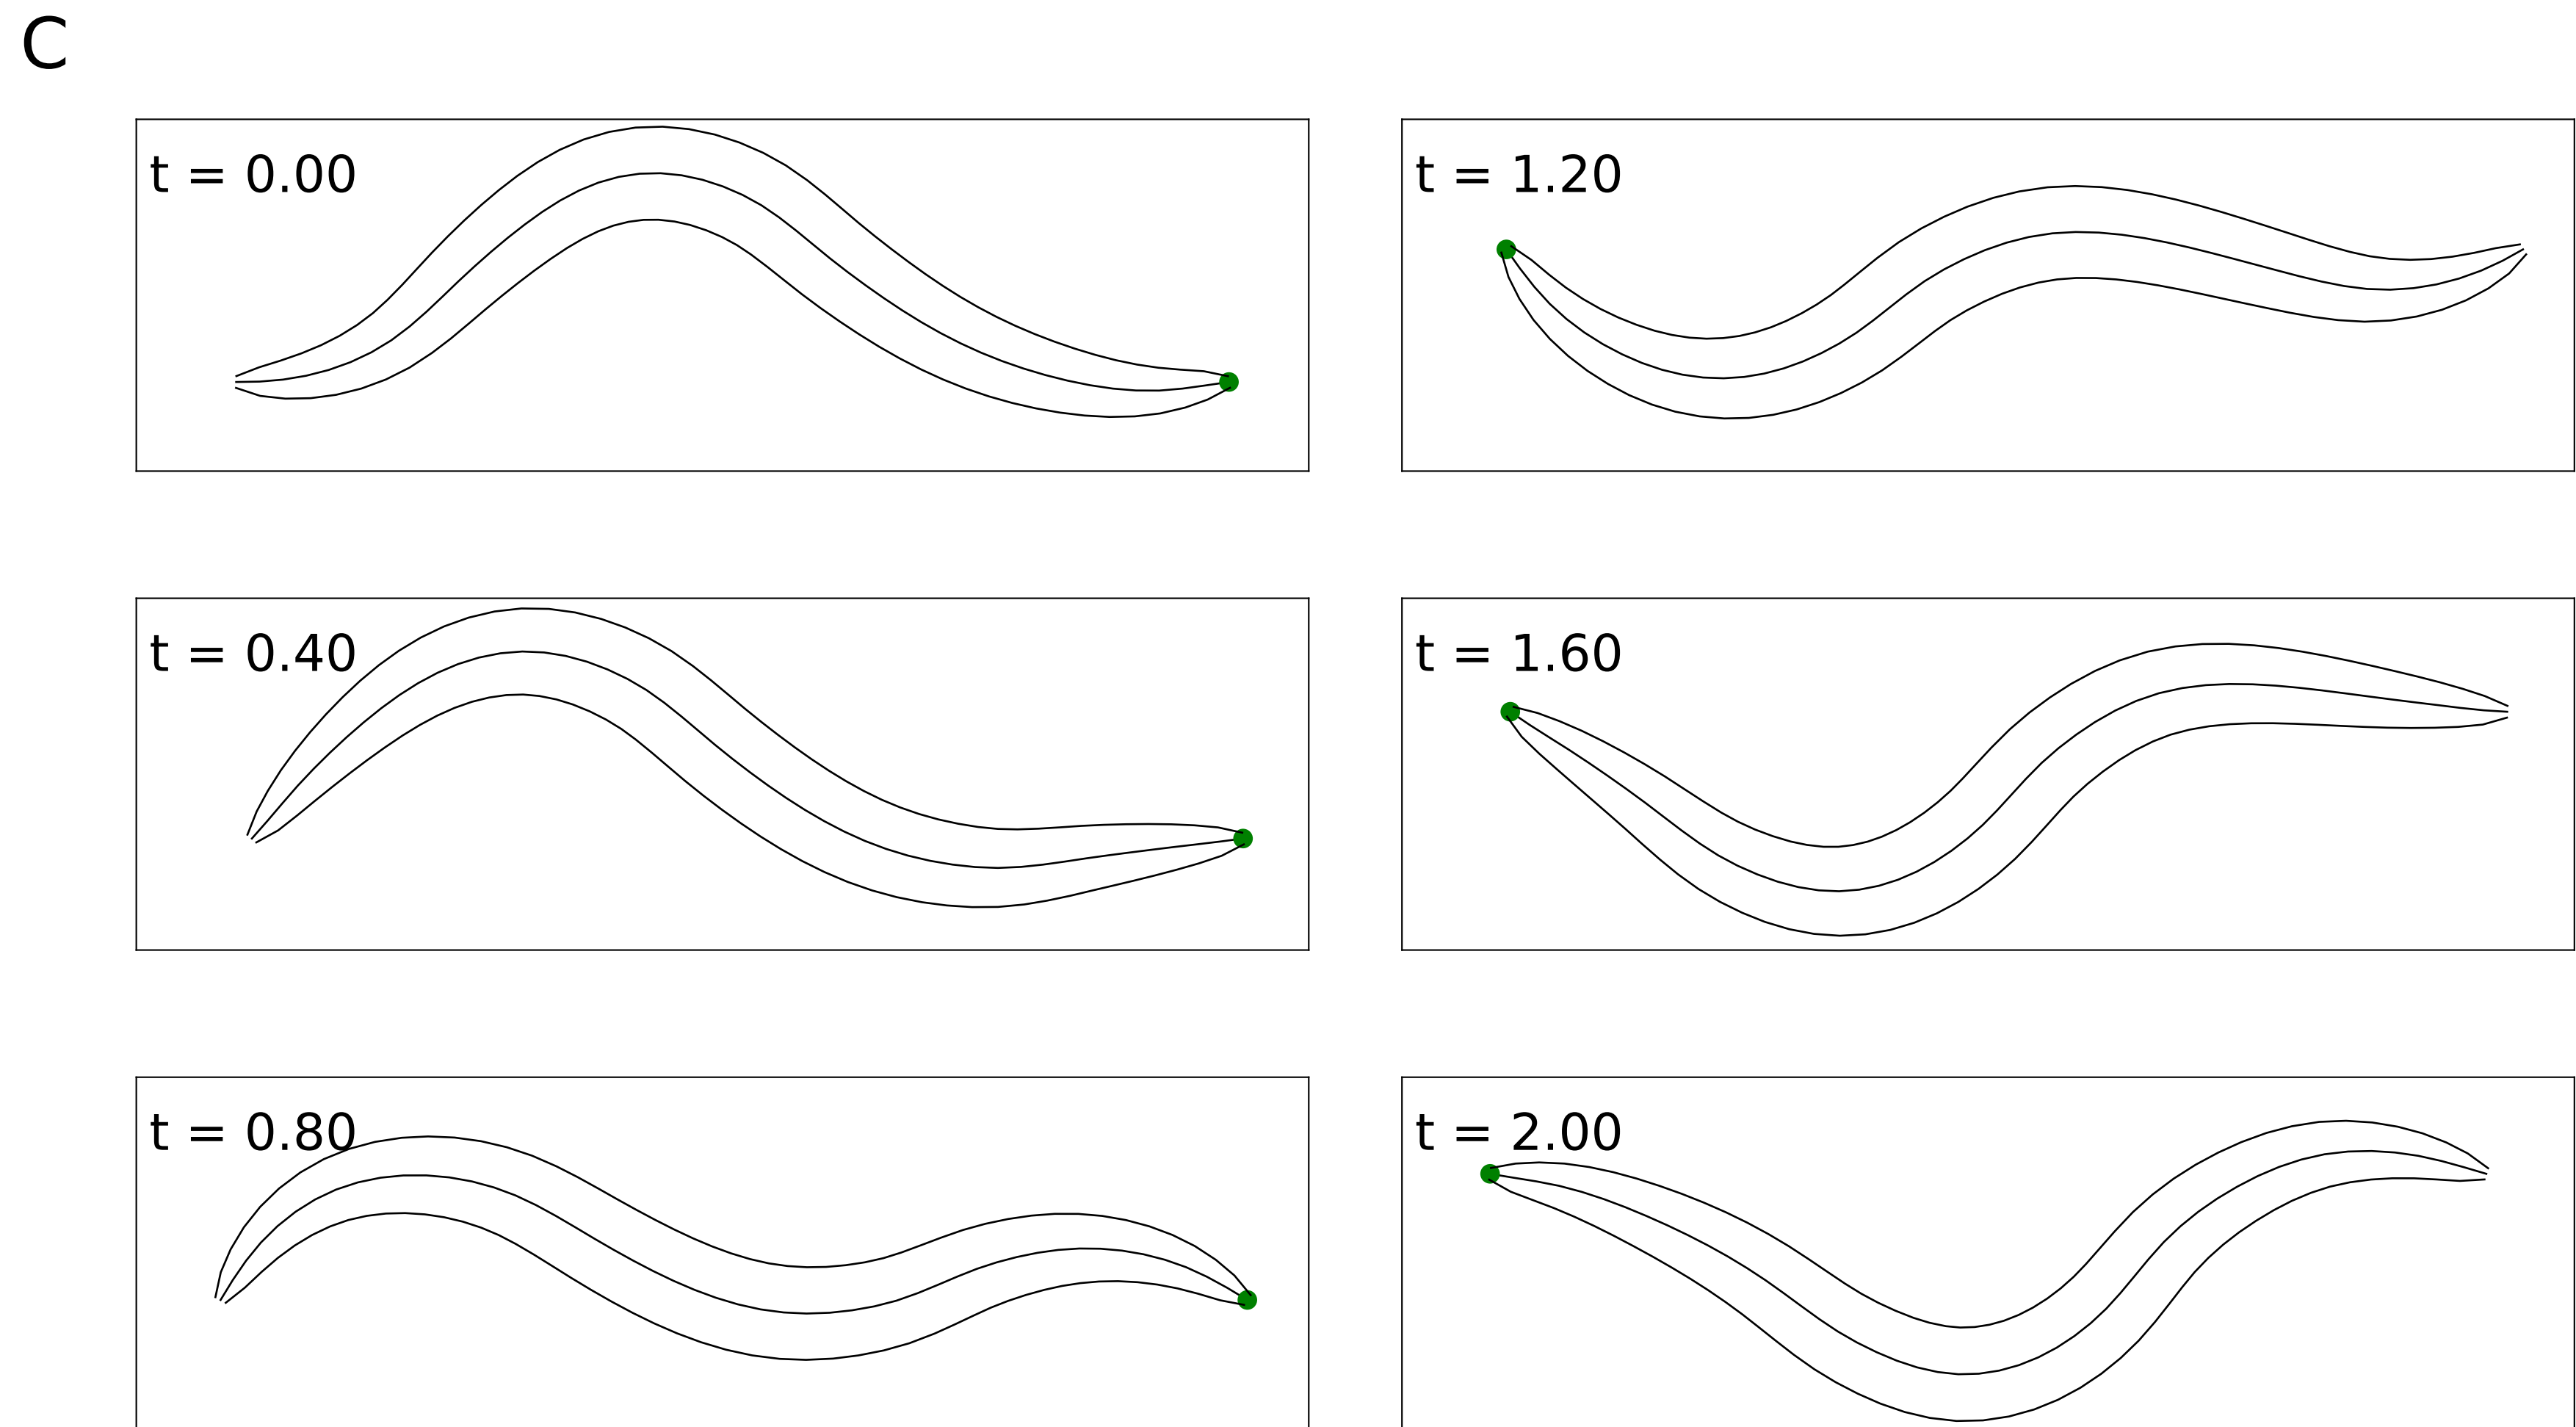 C
t = 0.00
t = 1.20
t = 0.40
t = 1.60
t = 0.80
t = 2.00